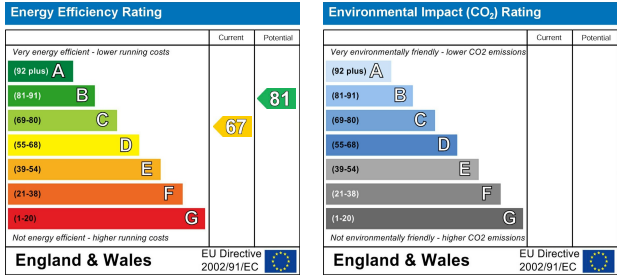 Energy Efficiency Rating
Current Potential
Very energy efficient - lower running costs
(92 plus) A
(81-91) B
81
(69-80) C
67
(55-68) D
(39-54) E
(21-38) F
(1-20) G
Not energy efficient - higher running costs
England & Wales
EU Directive
2002/91/EC
Environmental Impact (CO₂) Rating
Current Potential
Very environmentally friendly - lower CO2 emissions
(92 plus) A
(81-91) B
(69-80) C
(55-68) D
(39-54) E
(21-38) F
(1-20) G
Not environmentally friendly - higher CO2 emissions
England & Wales
EU Directive
2002/91/EC